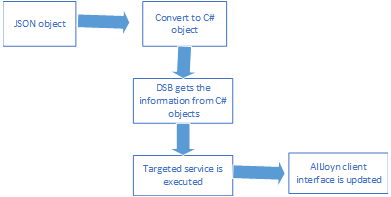 JSON object
Convert to C#
object
DSB gets the
information from C#
objects
Targeted service is
executed
AllJoyn client
interface is updated